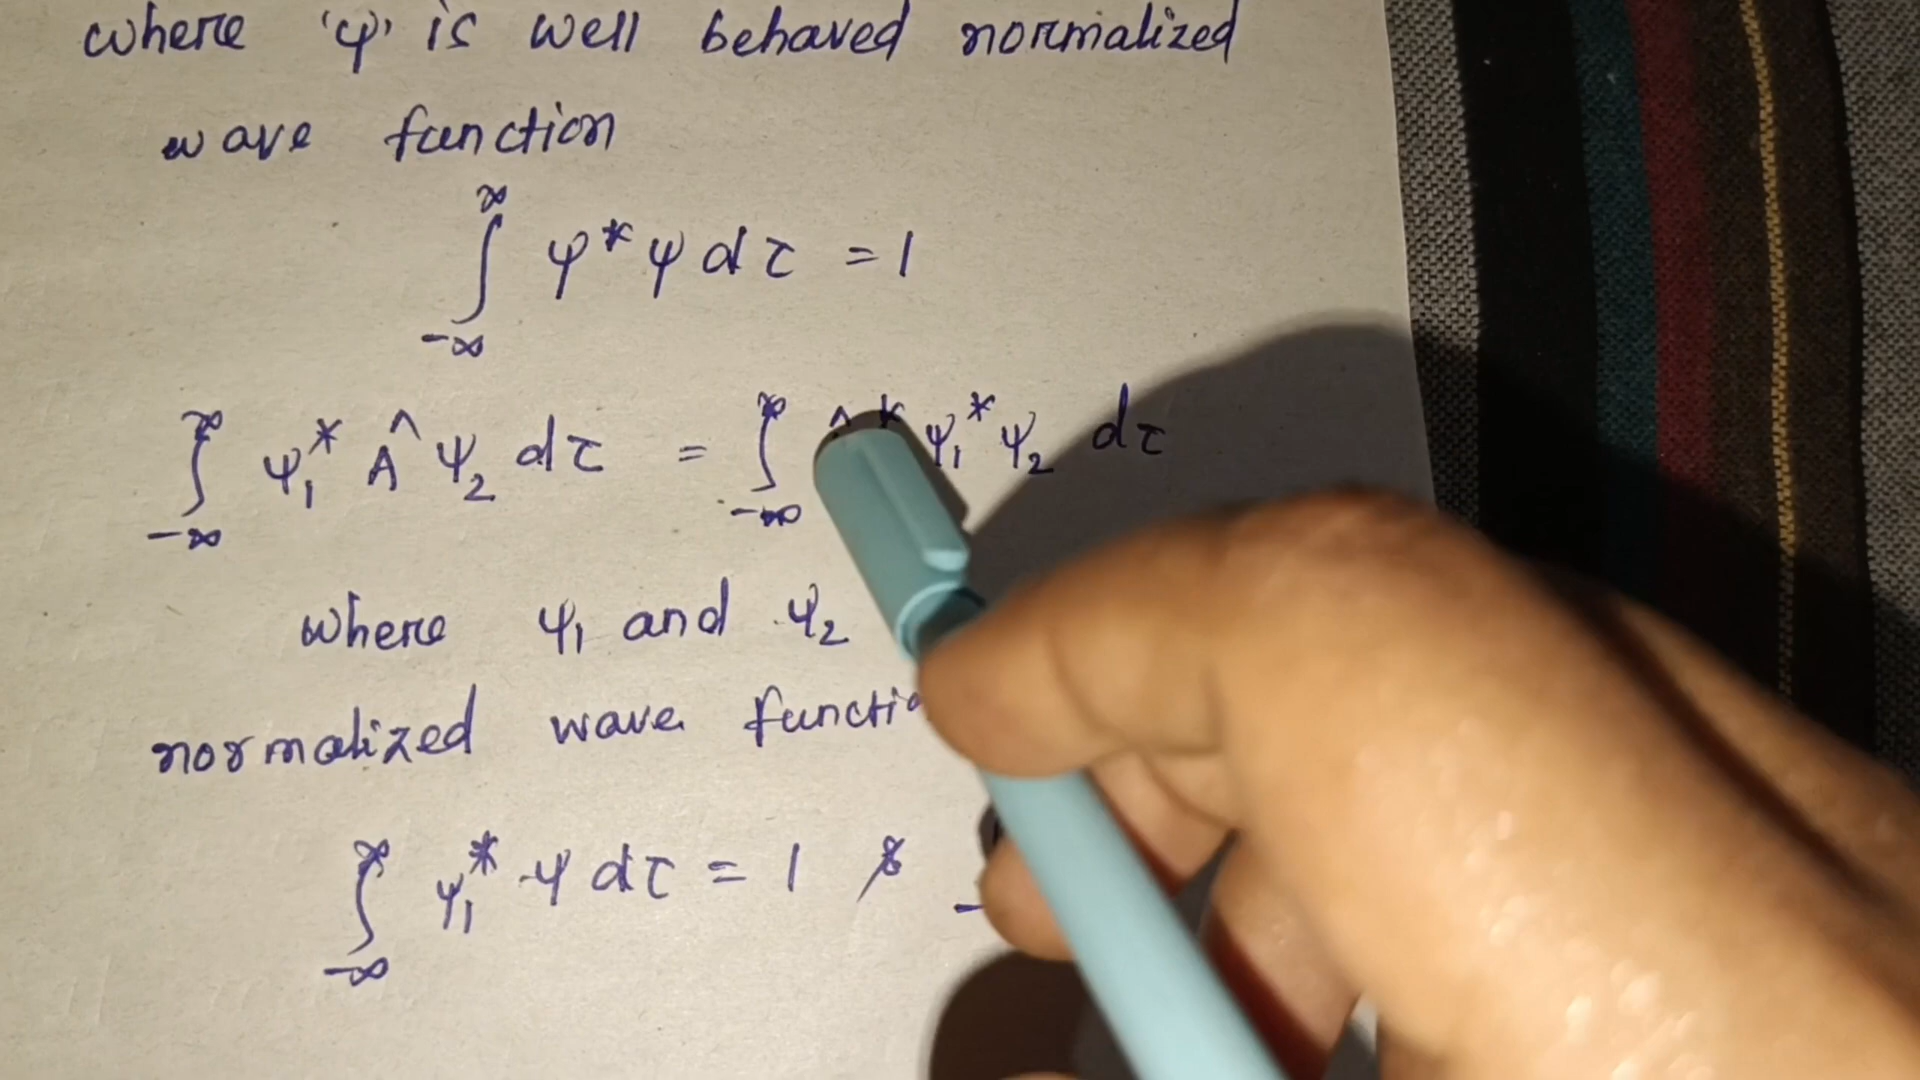 where 'ψ' is well behaved normalized
wave function
∫_{-∞}^{∞} ψ* ψ dτ = 1
∫_{-∞}^{∞} ψ₁* Â ψ₂ dτ = ∫_{-∞}^{∞} ψ₁* ψ₂ dτ
where ψ₁ and ψ₂
normalized wave
∫_{-∞}^{∞} ψ₁* ψ dτ = 1